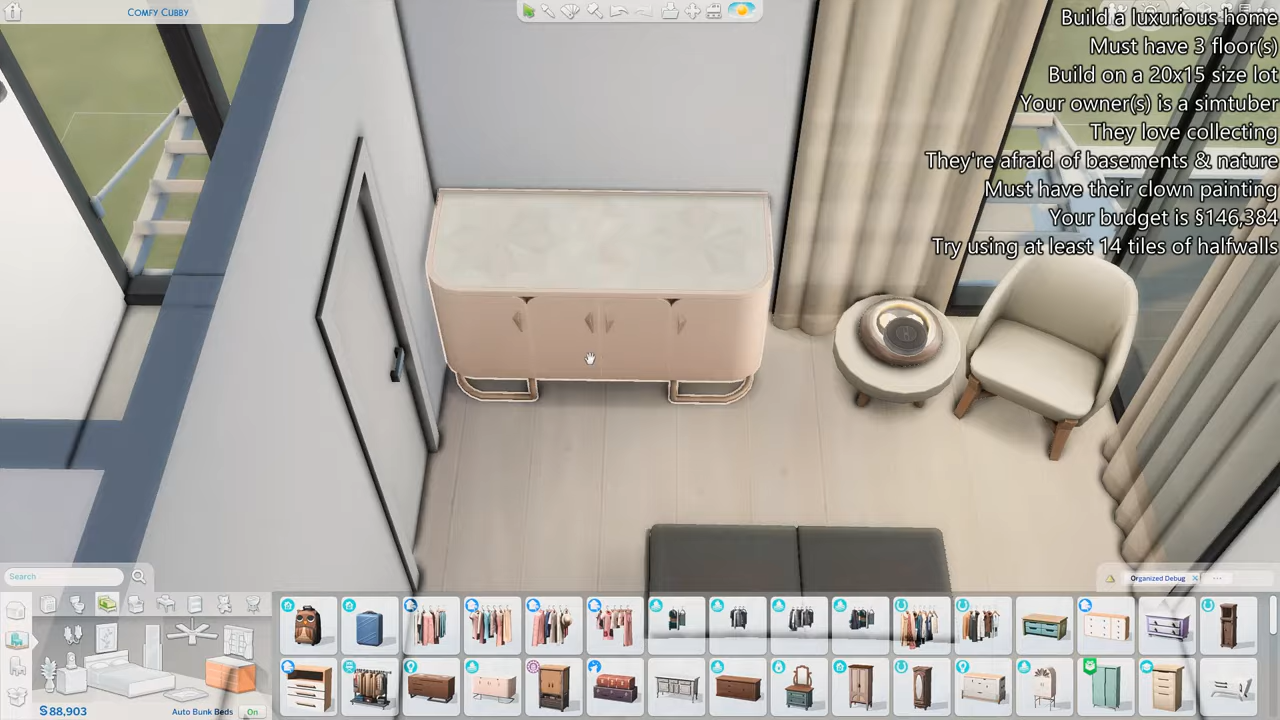 COMFY CUBBY
Build a luxurious home
Must have 3 floor(s)
Build on a 20x15 size lot
Your owner(s) is a simtuber
They love collecting
They're afraid of basements & nature
Must have their clown painting
Your budget is §146,384
Try using at least 14 tiles of halfwalls
Search
Organized Debug
§88,903
Auto Bunk Beds
On